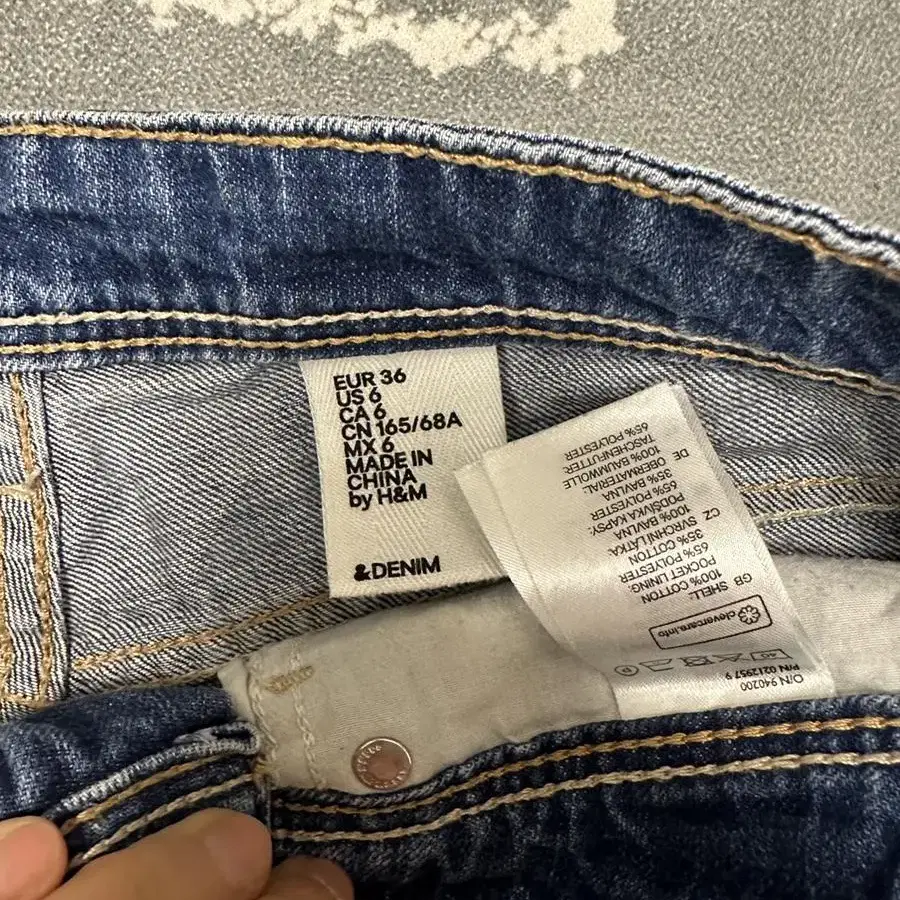 EUR 36
US 6
CA 6
CN 165/68A
MX 6
MADE IN
CHINA
by H&M
&DENIM
O/N 940200
P/N 0212957 9
40
clevercare.info
GB SHELL:
100% COTTON
POCKET LINING:
65% POLYESTER
35% COTTON
CZ SVRCHNÍ LÁTKA:
100% BAVLNA
PODŠÍVKA KAPSY:
65% POLYESTER
35% BAVLNA
DE OBERMATERIAL:
100% BAUMWOLLE
TASCHENFUTTER:
65% POLYESTER